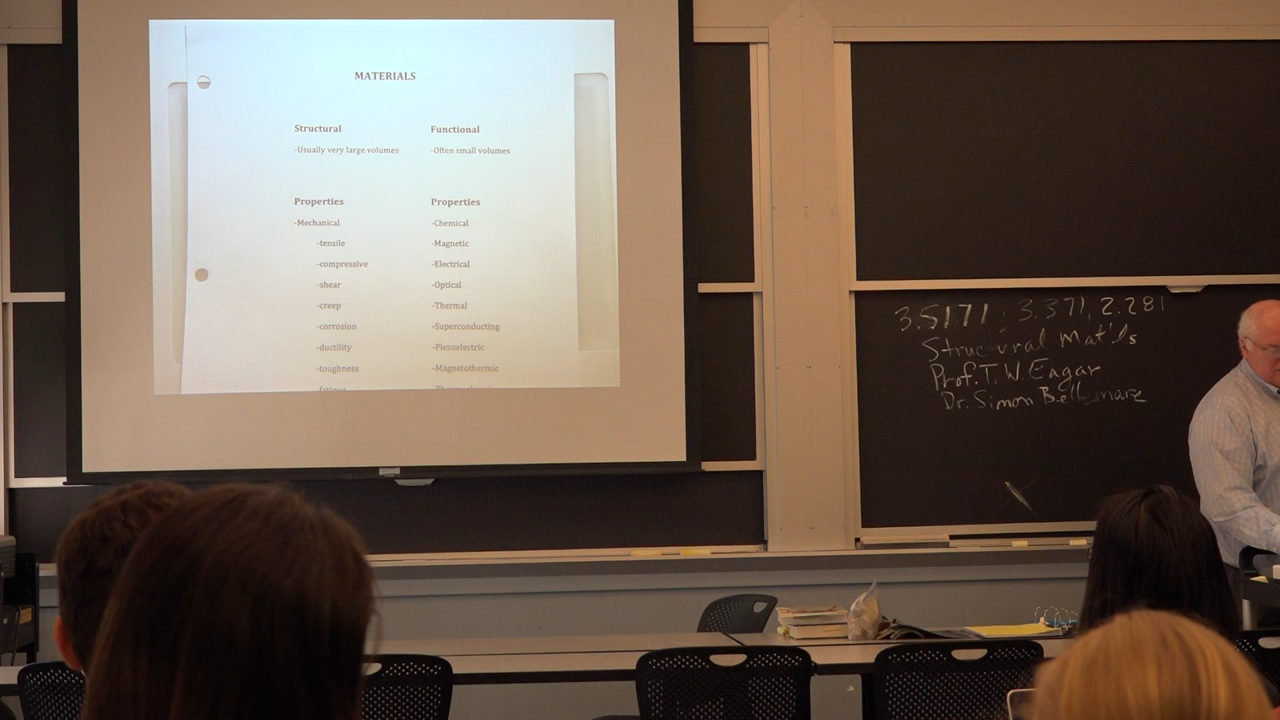 MATERIALS
Structural
-Usually very large volumes
Functional
-Often small volumes
Properties
-Mechanical
-tensile
-compressive
-shear
-creep
-corrosion
-ductility
-toughness
Properties
-Chemical
-Magnetic
-Electrical
-Optical
-Thermal
-Superconducting
-Piezoelectric
-Magnetothermic
3.5171 ; 3.371, 2.281
Structural Mat'ls
Prof. T. W. Eagar
Dr. Simon Bellemare